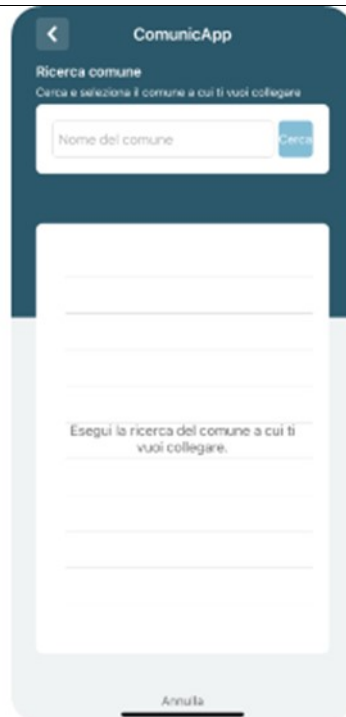 ComunicApp
Ricerca comune
Cerca e seleziona il comune a cui ti vuoi collegare
Nome del comune
Cerca
Esegui la ricerca del comune a cui ti
vuoi collegare.
Annulla